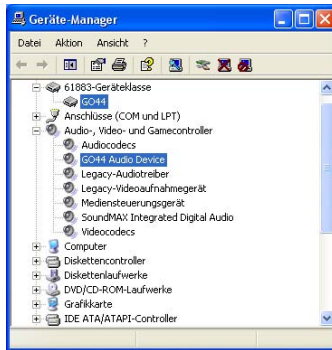 Geräte-Manager
Datei Aktion Ansicht ?
61883-Geräteklasse
GO44
Anschlüsse (COM und LPT)
Audio-, Video- und Gamecontroller
Audiocodecs
GO44 Audio Device
Legacy-Audiotreiber
Legacy-Videoaufnahmegerät
Mediensteuerungsgerät
SoundMAX Integrated Digital Audio
Videocodecs
Computer
Diskettencontroller
Diskettenlaufwerke
DVD/CD-ROM-Laufwerke
Grafikkarte
IDE ATA/ATAPI-Controller